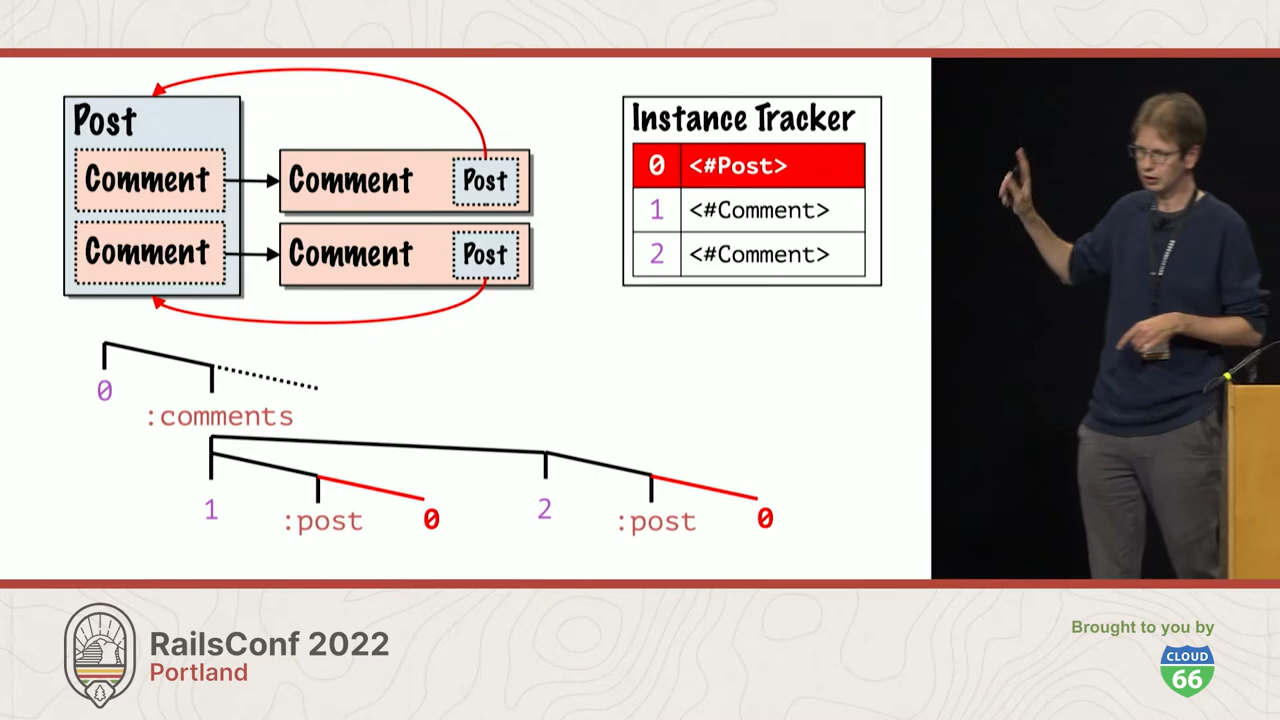 Post
Comment
Comment
Comment Post
Comment Post
Instance Tracker
0 <#Post>
1 <#Comment>
2 <#Comment>
0
:comments
1 :post 0 2 :post 0
RailsConf 2022
Portland
Brought to you by
CLOUD
66